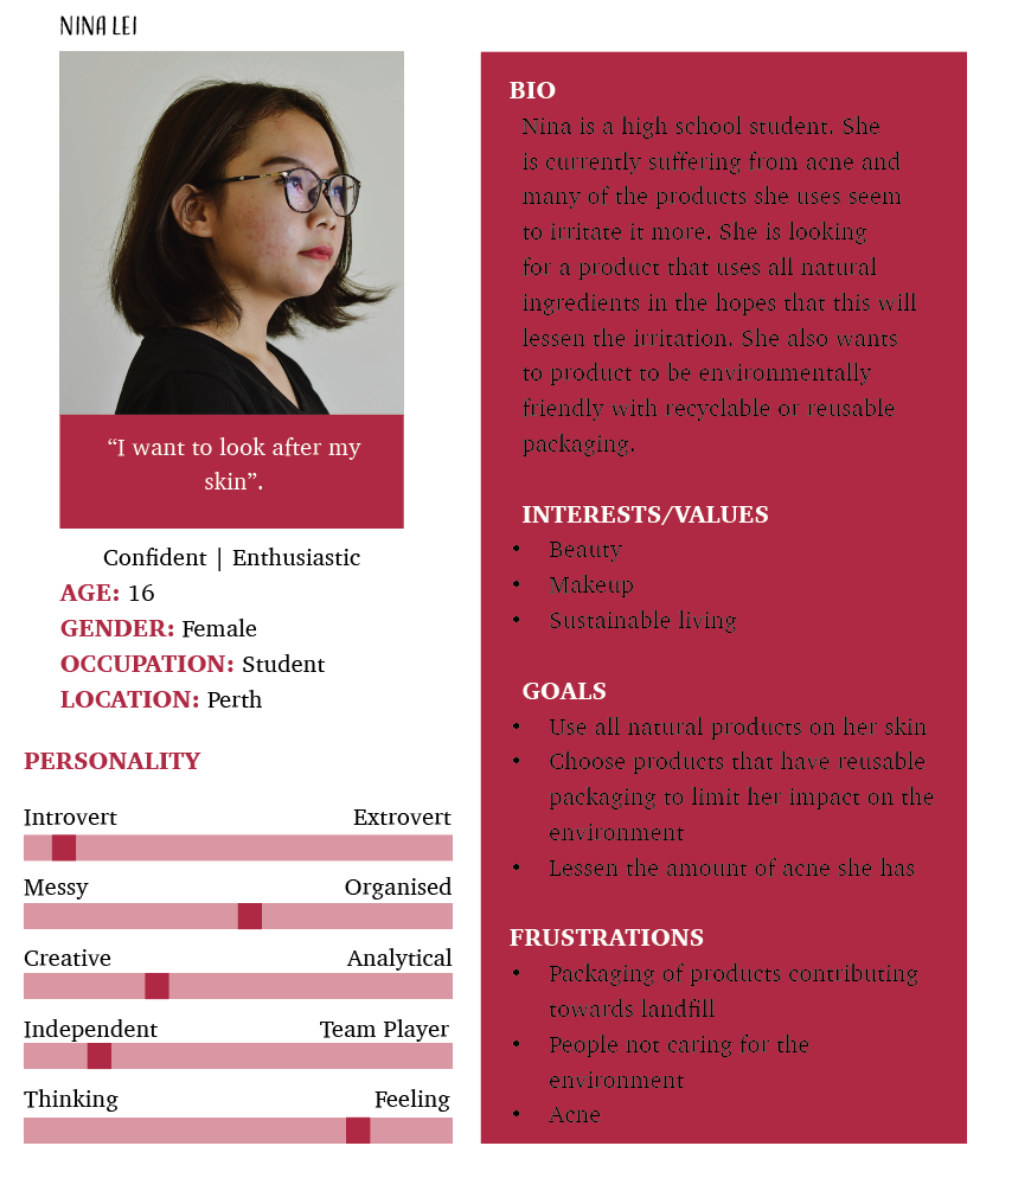 NINA LEI
“I want to look after my
skin”.
Confident | Enthusiastic
AGE: 16
GENDER: Female
OCCUPATION: Student
LOCATION: Perth
PERSONALITY
Introvert Extrovert
Messy Organised
Creative Analytical
Independent Team Player
Thinking Feeling
BIO
Nina is a high school student. She
is currently suffering from acne and
many of the products she uses seem
to irritate it more. She is looking
for a product that uses all natural
ingredients in the hopes that this will
lessen the irritation. She also wants
to product to be environmentally
friendly with recyclable or reusable
packaging.
INTERESTS/VALUES
• Beauty
• Makeup
• Sustainable living
GOALS
• Use all natural products on her skin
• Choose products that have reusable
packaging to limit her impact on the
environment
• Lessen the amount of acne she has
FRUSTRATIONS
• Packaging of products contributing
towards landfill
• People not caring for the
environment
• Acne